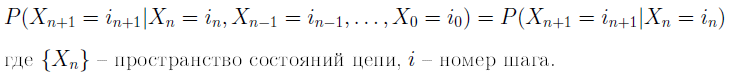 P(X_{n+1} = i_{n+1}|X_n = i_n, X_{n−1} = i_{n−1}, . . . , X_0 = i_0) = P(X_{n+1} = i_{n+1}|X_n = i_n)
где {X_n} – пространство состояний цепи, i – номер шага.